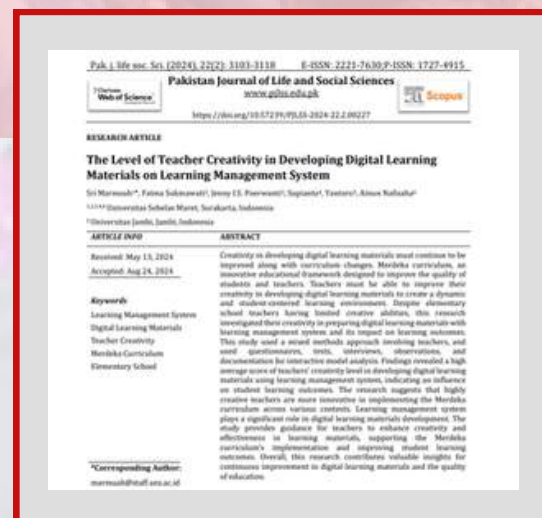 Pak. j. life soc. Sci. (2024), 22(2): 3103-3118 E-ISSN: 2221-7630;P-ISSN: 1727-4915
Pakistan Journal of Life and Social Sciences
www.pjlss.edu.pk
Web of Science
Scopus
https://doi.org/10.57239/PJLSS-2024-22.2.00227
RESEARCH ARTICLE
The Level of Teacher Creativity in Developing Digital Learning
Materials on Learning Management System
Sri Marmoah, Fatma Sukmawati, Jenny I.S. Poerwanti, Supianto, Yantoro, Ainun Nafisaha
Universitas Sebelas Maret, Surakarta, Indonesia
Universitas Jambi, Jambi, Indonesia
ARTICLE INFO
Received: May 13, 2024
Accepted: Aug 24, 2024
Keywords
Learning Management System
Digital Learning Materials
Teacher Creativity
Merdeka Curriculum
Elementary School
*Corresponding Author:
marmoah@staff.uns.ac.id
ABSTRACT
Creativity in developing digital learning materials must continue to be
improved along with curriculum changes. Merdeka curriculum, an
innovative educational framework designed to improve the quality of
students and teachers. Teachers must be able to improve their
creativity in developing digital learning materials to create a dynamic
and student-centered learning environment. Despite elementary
school teachers having limited creative abilities, this research
investigated their creativity in preparing digital learning materials with
learning management system and its impact on learning outcomes.
This study used a mixed methods approach involving teachers, and
used questionnaires, tests, interviews, observations, and
documentation for interactive model analysis. Findings revealed a high
average score of teachers' creativity level in developing digital learning
materials using learning management system, indicating an influence
on student learning outcomes. The research suggests that highly
creative teachers are more innovative in implementing the Merdeka
curriculum across various contexts. Learning management system
plays a significant role in digital learning materials development. The
study provides guidance for teachers to enhance creativity and
effectiveness in learning materials, supporting the Merdeka
curriculum's implementation and improving student learning
outcomes. Overall, this research contributes valuable insights for
continuous improvement in digital learning materials and the quality
of education.